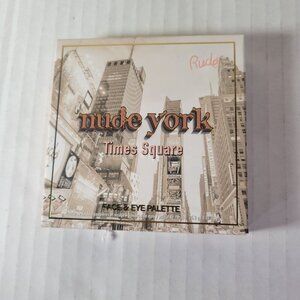 Rude
nude york
Times Square
FACE & EYE PALETTE